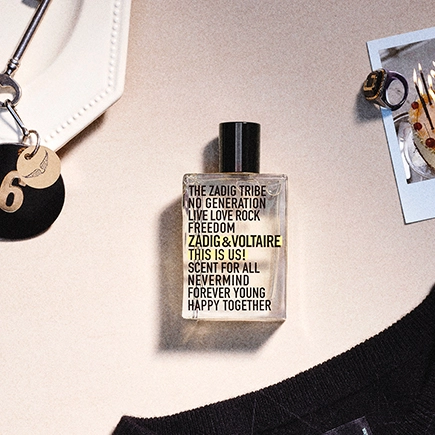 6
THE ZADIG TRIBE
NO GENERATION
LIVE LOVE ROCK
FREEDOM
ZADIG&VOLTAIRE
THIS IS US!
SCENT FOR ALL
NEVERMIND
FOREVER YOUNG
HAPPY TOGETHER